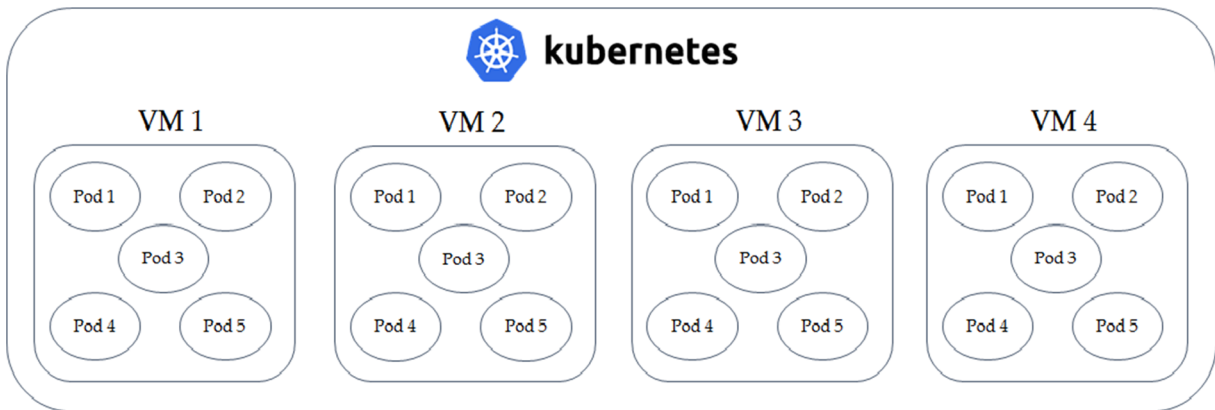 kubernetes
VM 1 VM 2 VM 3 VM 4
Pod 1 Pod 2 Pod 1 Pod 2 Pod 1 Pod 2 Pod 1 Pod 2
Pod 3 Pod 3 Pod 3 Pod 3
Pod 4 Pod 5 Pod 4 Pod 5 Pod 4 Pod 5 Pod 4 Pod 5